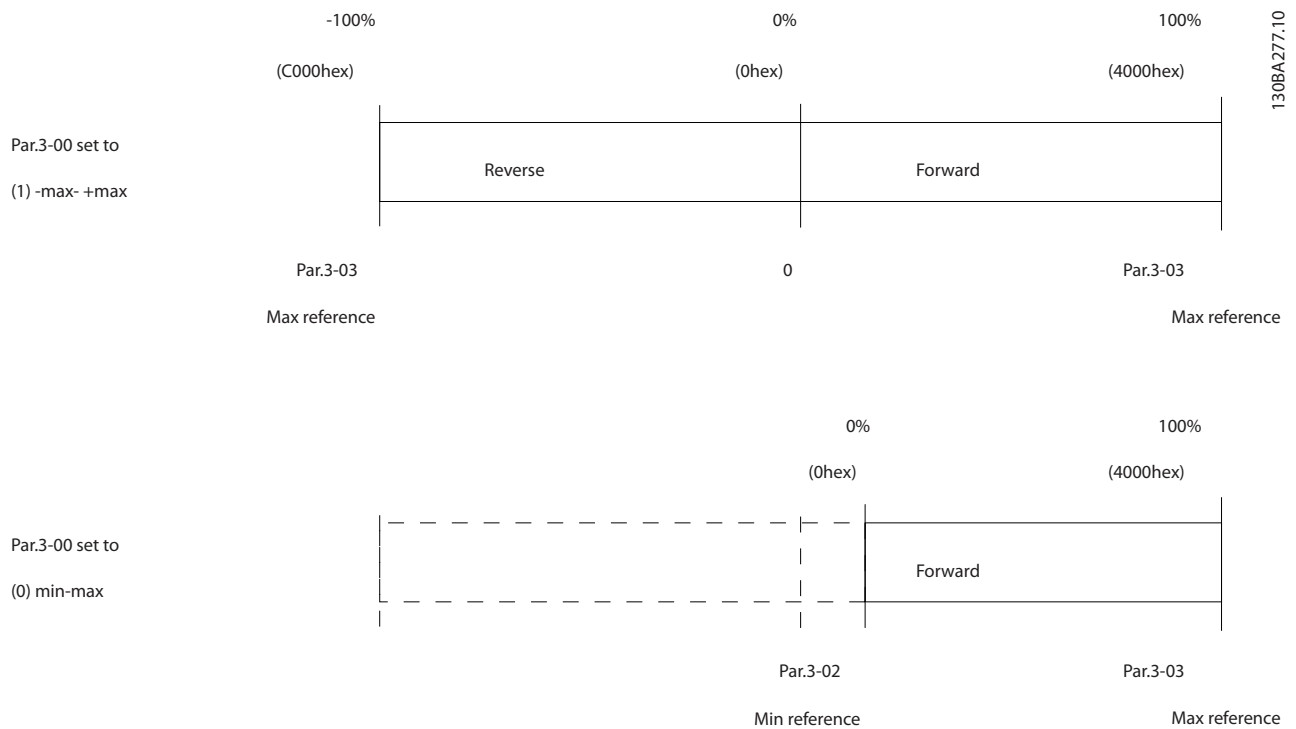 -100% 0% 100%
(C000hex) (0hex) (4000hex)
130BA277.10
Par.3-00 set to
(1) -max- +max
Reverse Forward
Par.3-03 0 Par.3-03
Max reference Max reference
0% 100%
(0hex) (4000hex)
Par.3-00 set to
(0) min-max
Forward
Par.3-02 Par.3-03
Min reference Max reference